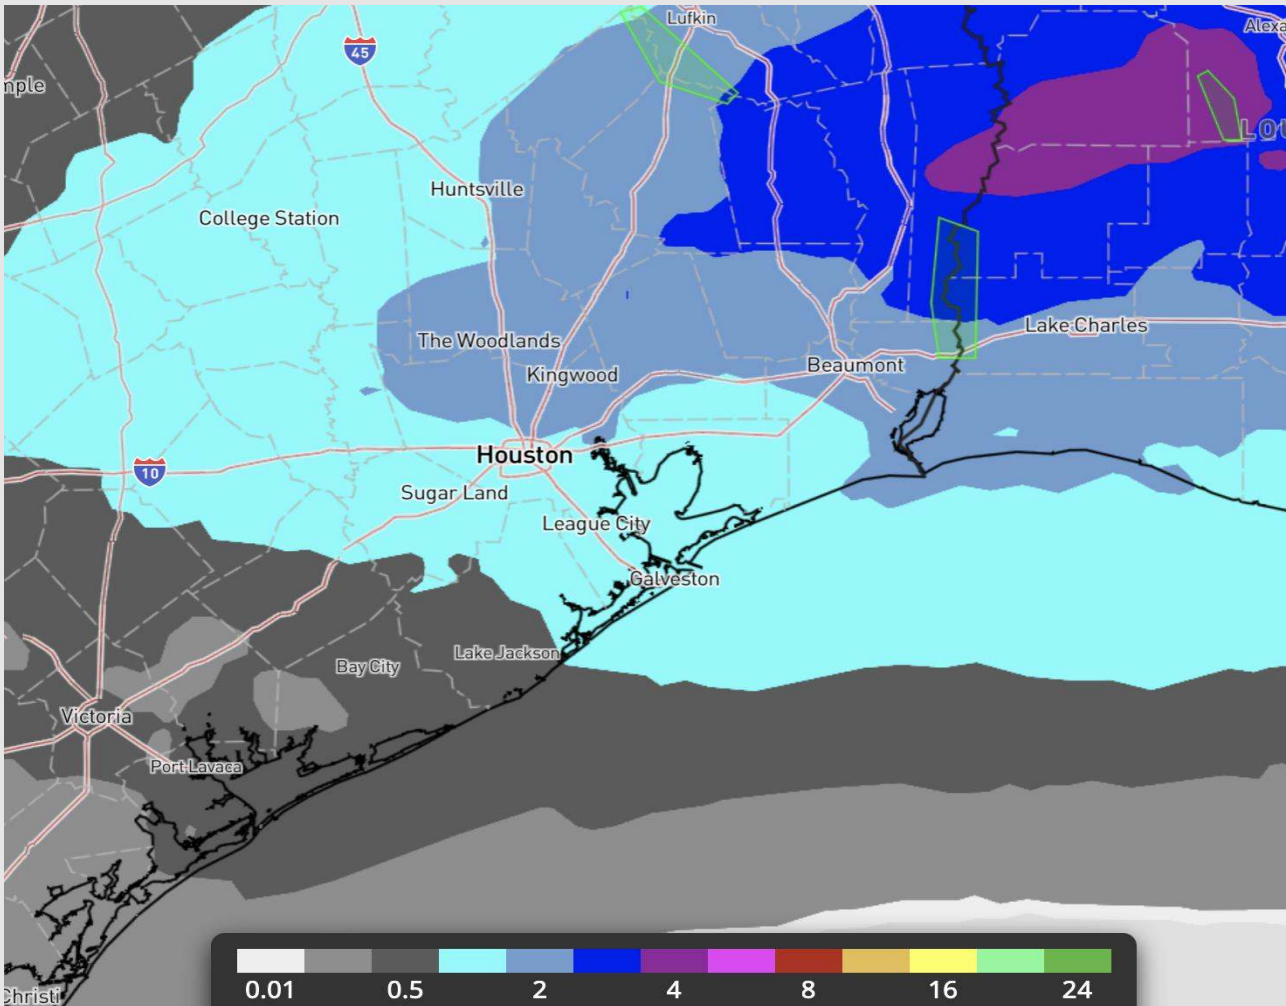 Lufkin
Alexa
45
mple
LOU
Huntsville
College Station
Lake Charles
The Woodlands
Beaumont
Kingwood
Houston
10
Sugar Land
League City
Galveston
Lake Jackson
Bay City
Victoria
Port Lavaca
Christi
0.01 0.5 2 4 8 16 24